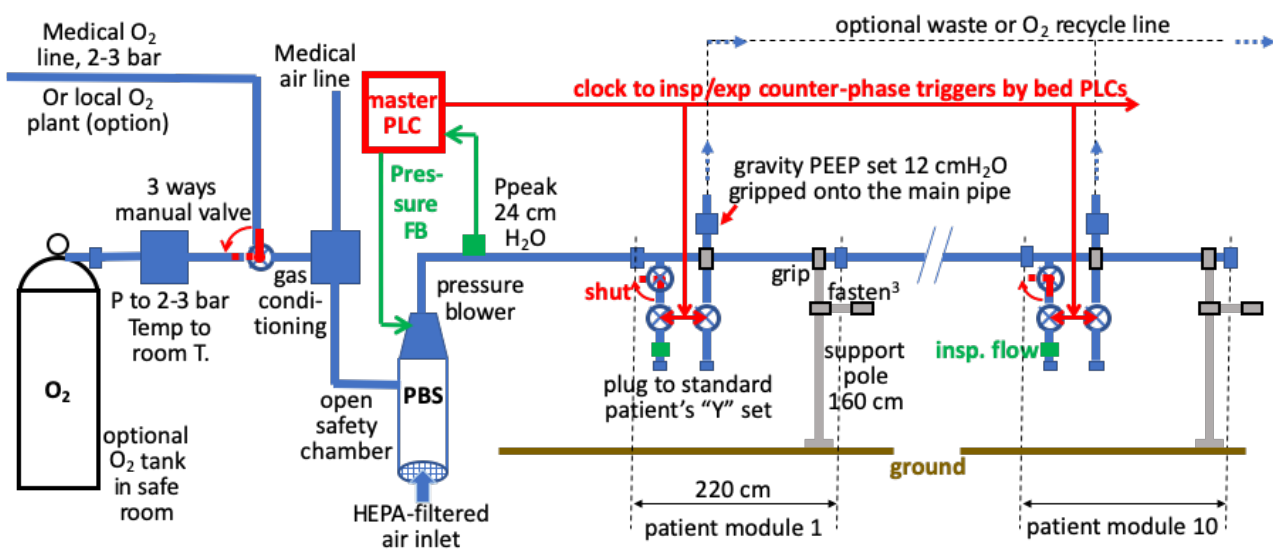 Medical O₂
line, 2-3 bar
Or local O₂
plant (option)
Medical
air line
master
PLC
optional waste or O₂ recycle line
clock to insp/exp counter-phase triggers by bed PLCs
3 ways
manual valve
Pres-
sure
FB
Ppeak
24 cm
H₂O
gravity PEEP set 12 cmH₂O
gripped onto the main pipe
P to 2-3 bar
Temp to
room T.
gas
condi-
tioning
pressure
blower
shut
grip
fasten³
insp. flow
O₂
optional
O₂ tank
in safe
room
open
safety
chamber
PBS
plug to standard
patient's “Y” set
support
pole
160 cm
ground
HEPA-filtered
air inlet
220 cm
patient module 1
patient module 10